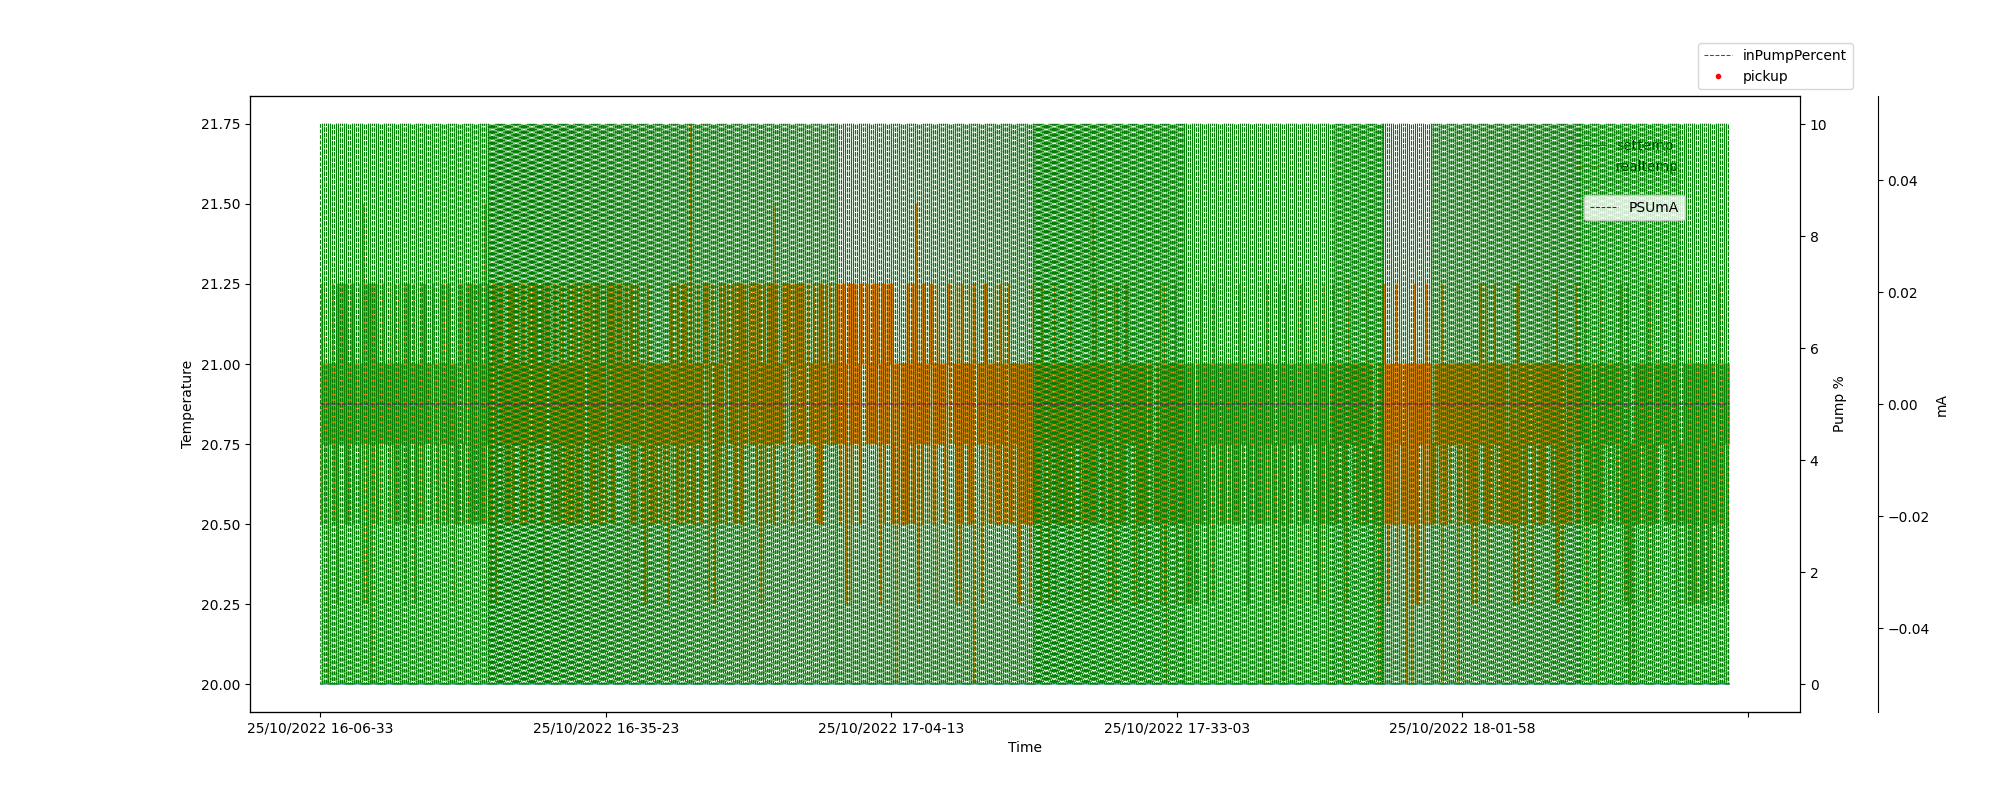 inPumpPercent
pickup
21.75
21.50
21.25
21.00
20.75
20.50
20.25
20.00
Temperature
settemp
realtemp
PSUmA
10
8
6
4
2
0
Pump %
0.04
0.02
0.00
−0.02
−0.04
mA
25/10/2022 16-06-33
25/10/2022 16-35-23
25/10/2022 17-04-13
25/10/2022 17-33-03
25/10/2022 18-01-58
Time